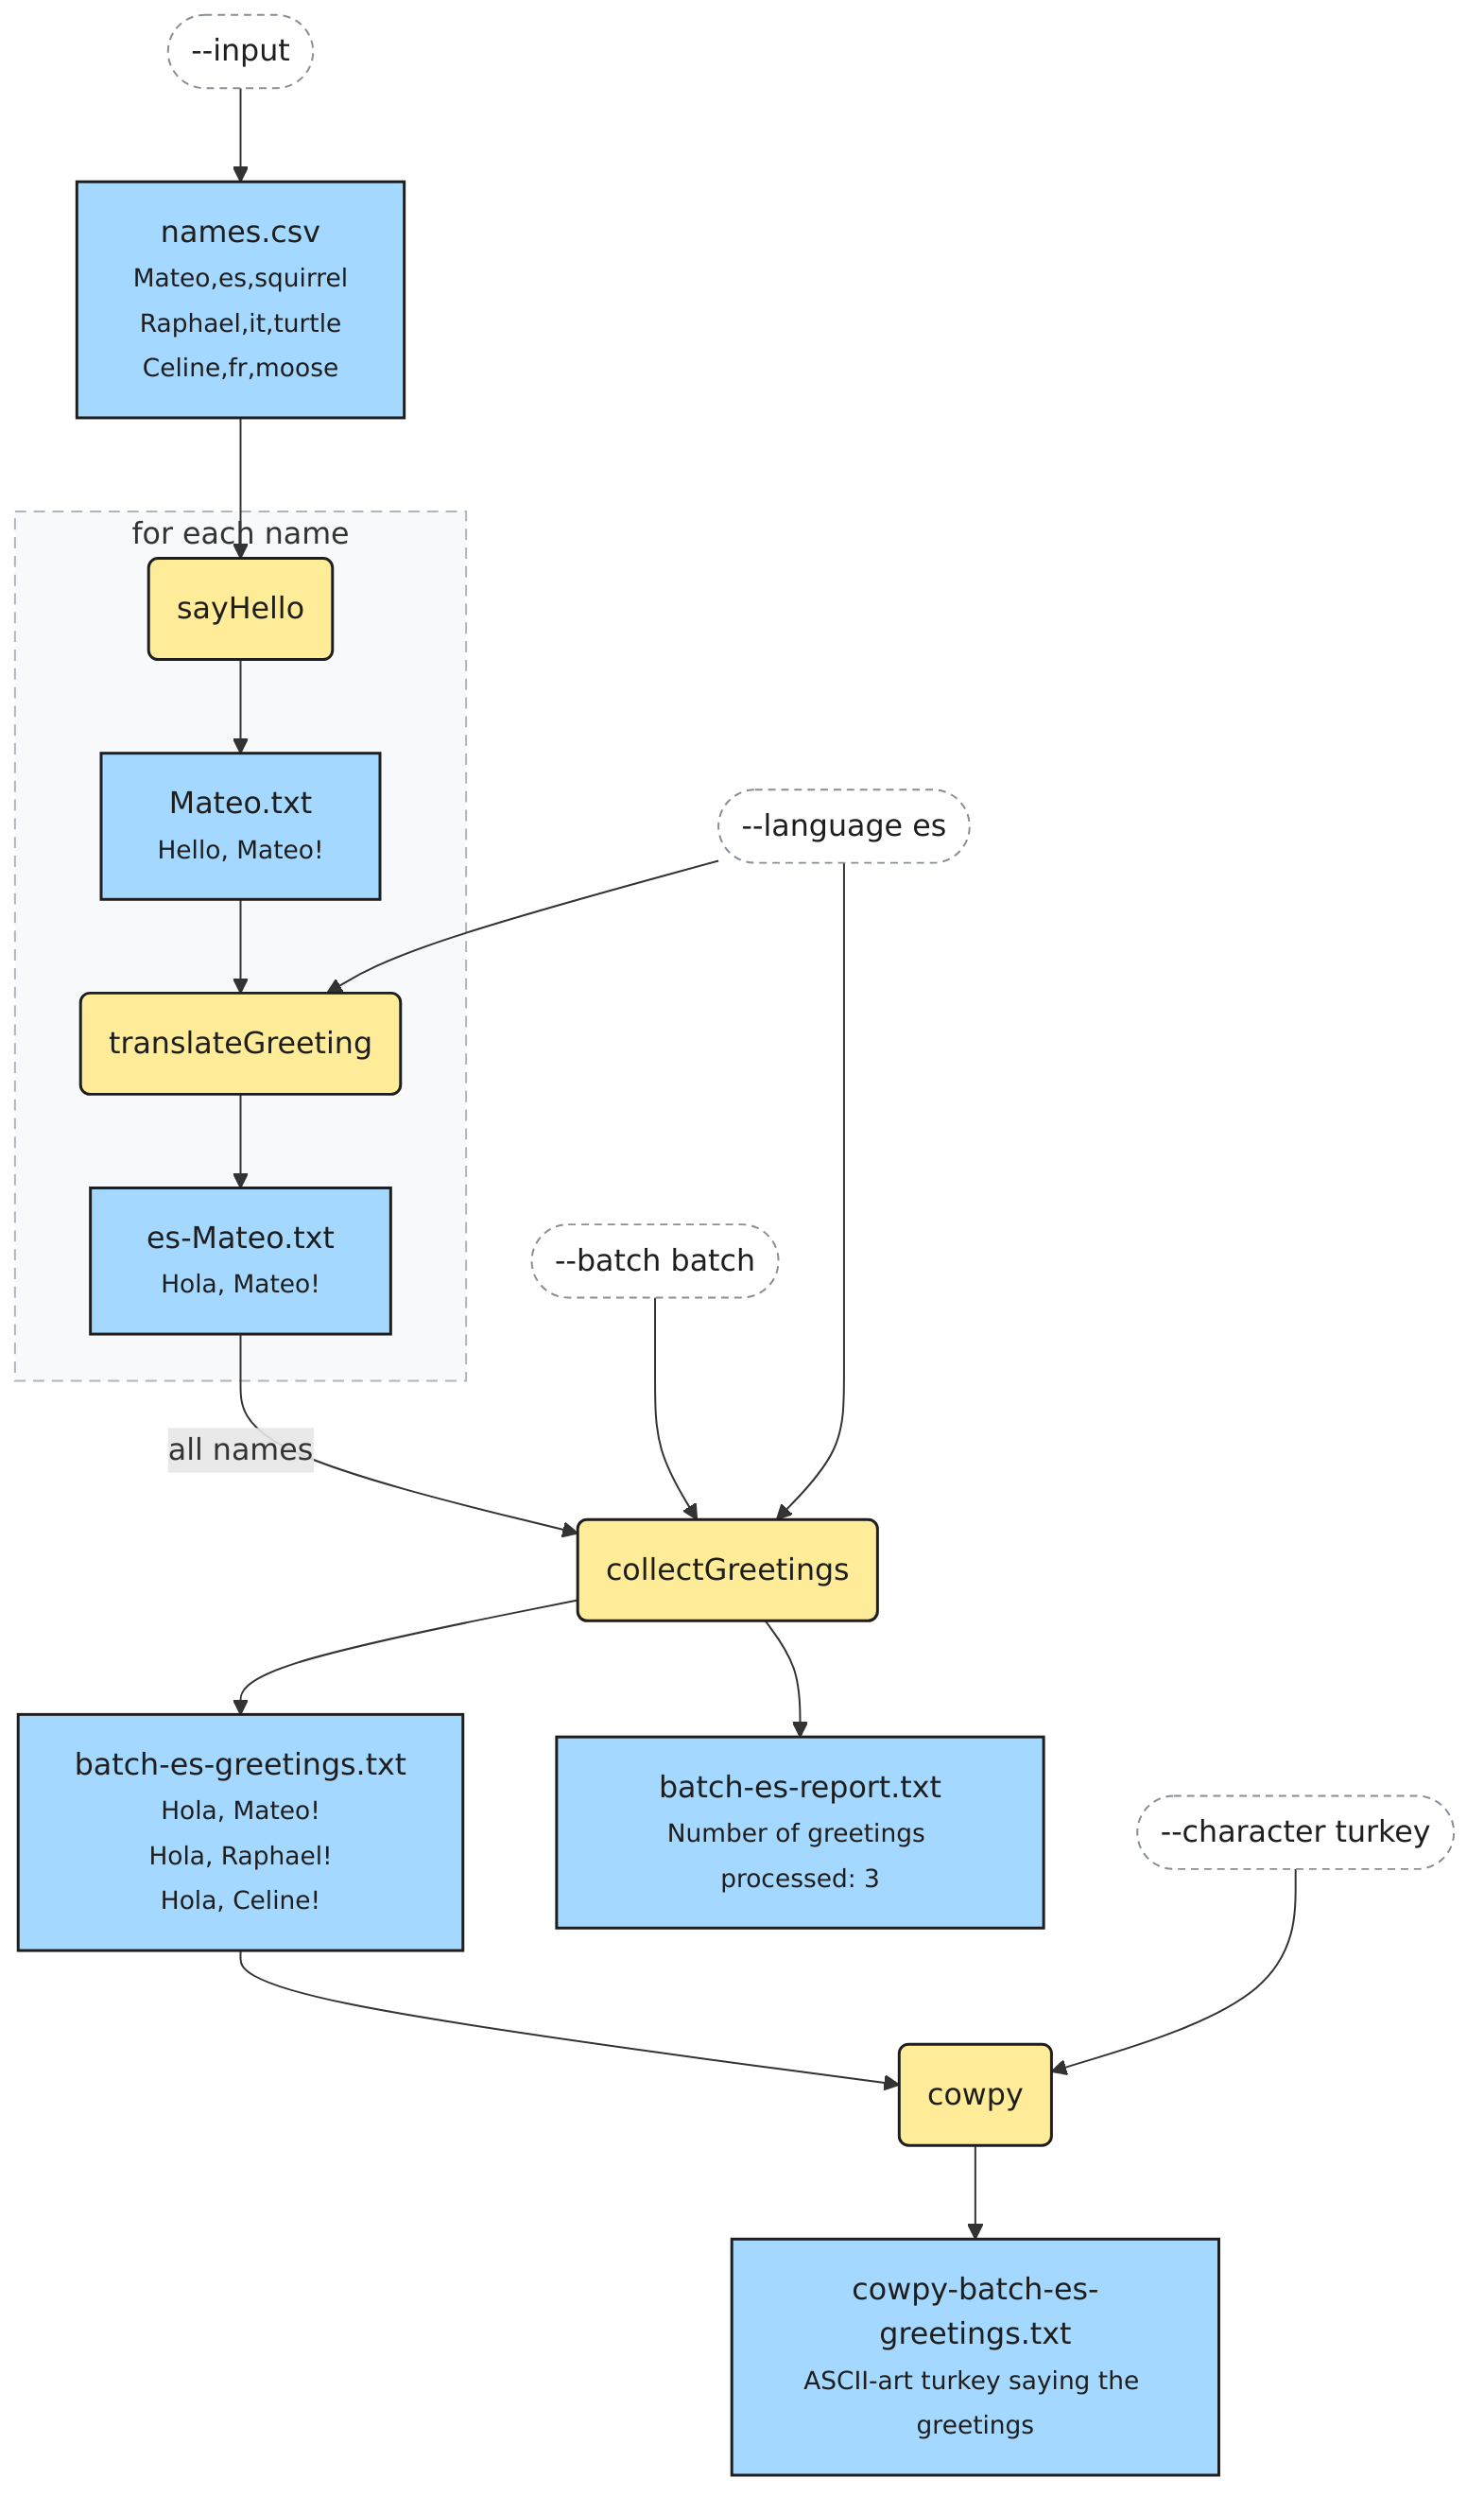 --input
names.csv
Mateo,es,squirrel
Raphael,it,turtle
Celine,fr,moose
for each name
sayHello
Mateo.txt
Hello, Mateo!
--language es
translateGreeting
es-Mateo.txt
Hola, Mateo!
--batch batch
all names
collectGreetings
batch-es-greetings.txt
Hola, Mateo!
Hola, Raphael!
Hola, Celine!
batch-es-report.txt
Number of greetings
processed: 3
--character turkey
cowpy
cowpy-batch-es-
greetings.txt
ASCII-art turkey saying the
greetings